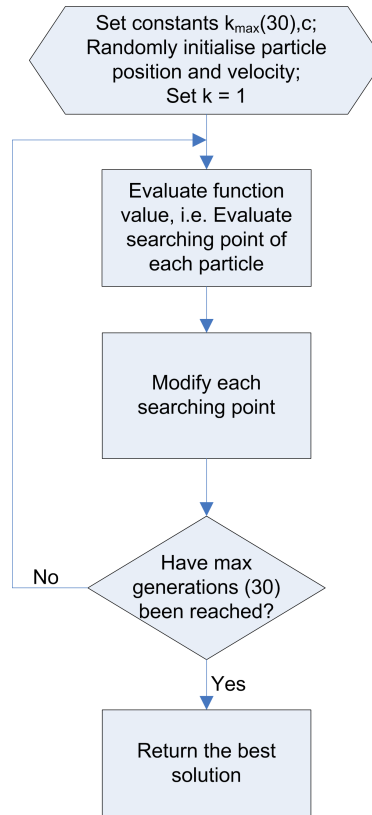 Set constants kmax(30),c;
Randomly initialise particle
position and velocity;
Set k = 1
Evaluate function
value, i.e. Evaluate
searching point of
each particle
Modify each
searching point
Have max
generations (30)
been reached?
No
Yes
Return the best
solution